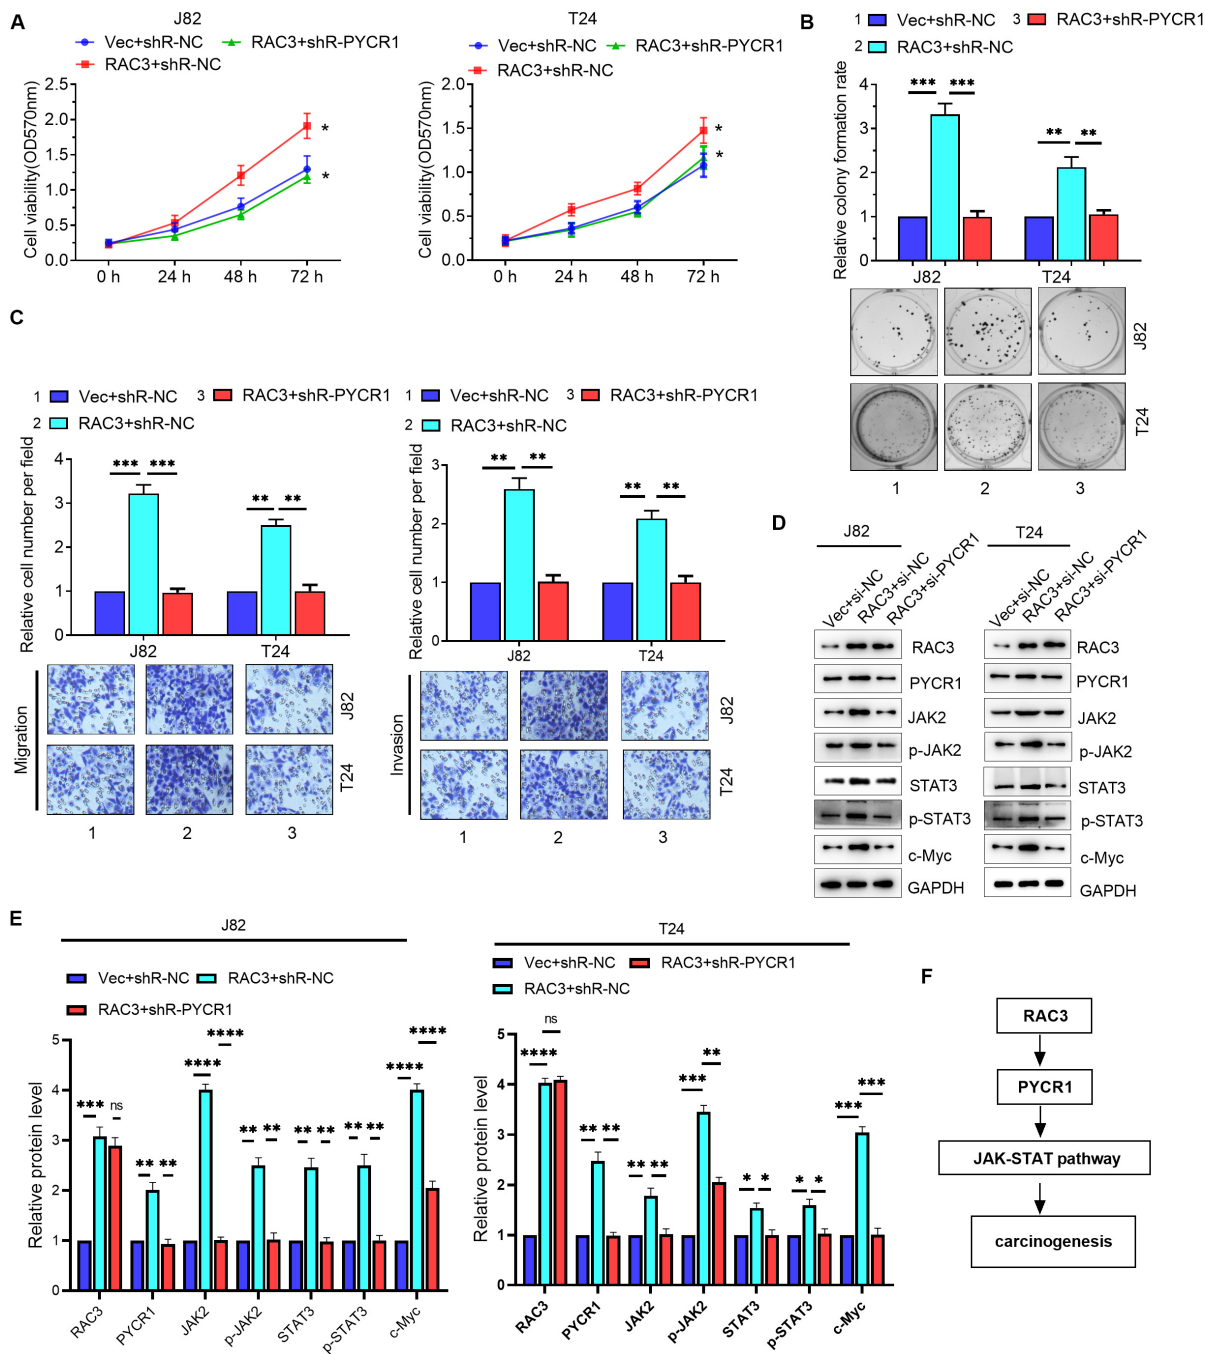 A
J82
Vec+shR-NC RAC3+shR-PYCR1
RAC3+shR-NC
Cell viability(OD570nm)
2.5
2.0
1.5
1.0
0.5
0.0
0 h 24 h 48 h 72 h
*
*
T24
Vec+shR-NC RAC3+shR-PYCR1
RAC3+shR-NC
Cell viability(OD570nm)
2.0
1.5
1.0
0.5
0.0
0 h 24 h 48 h 72 h
*
*
B
1 Vec+shR-NC 3 RAC3+shR-PYCR1
2 RAC3+shR-NC
Relative colony formation rate
4
3
2
1
0
*** ***
** **
J82 T24
J82
T24
1 2 3
C
1 Vec+shR-NC 3 RAC3+shR-PYCR1
2 RAC3+shR-NC
Relative cell number per field
4
3
2
1
0
*** ***
** **
J82 T24
Migration
J82
T24
1 2 3
1 Vec+shR-NC 3 RAC3+shR-PYCR1
2 RAC3+shR-NC
Relative cell number per field
3
2
1
0
** **
** **
J82 T24
Invasion
J82
T24
1 2 3
D
J82
Vec+si-NC
RAC3+si-NC
RAC3+si-PYCR1
RAC3
PYCR1
JAK2
p-JAK2
STAT3
p-STAT3
c-Myc
GAPDH
T24
Vec+si-NC
RAC3+si-NC
RAC3+si-PYCR1
RAC3
PYCR1
JAK2
p-JAK2
STAT3
p-STAT3
c-Myc
GAPDH
E
J82
Vec+shR-NC RAC3+shR-NC
RAC3+shR-PYCR1
Relative protein level
5
4
3
2
1
0
*** ns
** **
**** ****
** **
** **
** **
**** ****
RAC3 PYCR1 JAK2 p-JAK2 STAT3 p-STAT3 c-Myc
T24
Vec+shR-NC RAC3+shR-PYCR1
RAC3+shR-NC
Relative protein level
5
4
3
2
1
0
**** ns
** **
** **
*** **
* *
* *
*** ***
RAC3 PYCR1 JAK2 p-JAK2 STAT3 p-STAT3 c-Myc
F
RAC3
PYCR1
JAK-STAT pathway
carcinogenesis